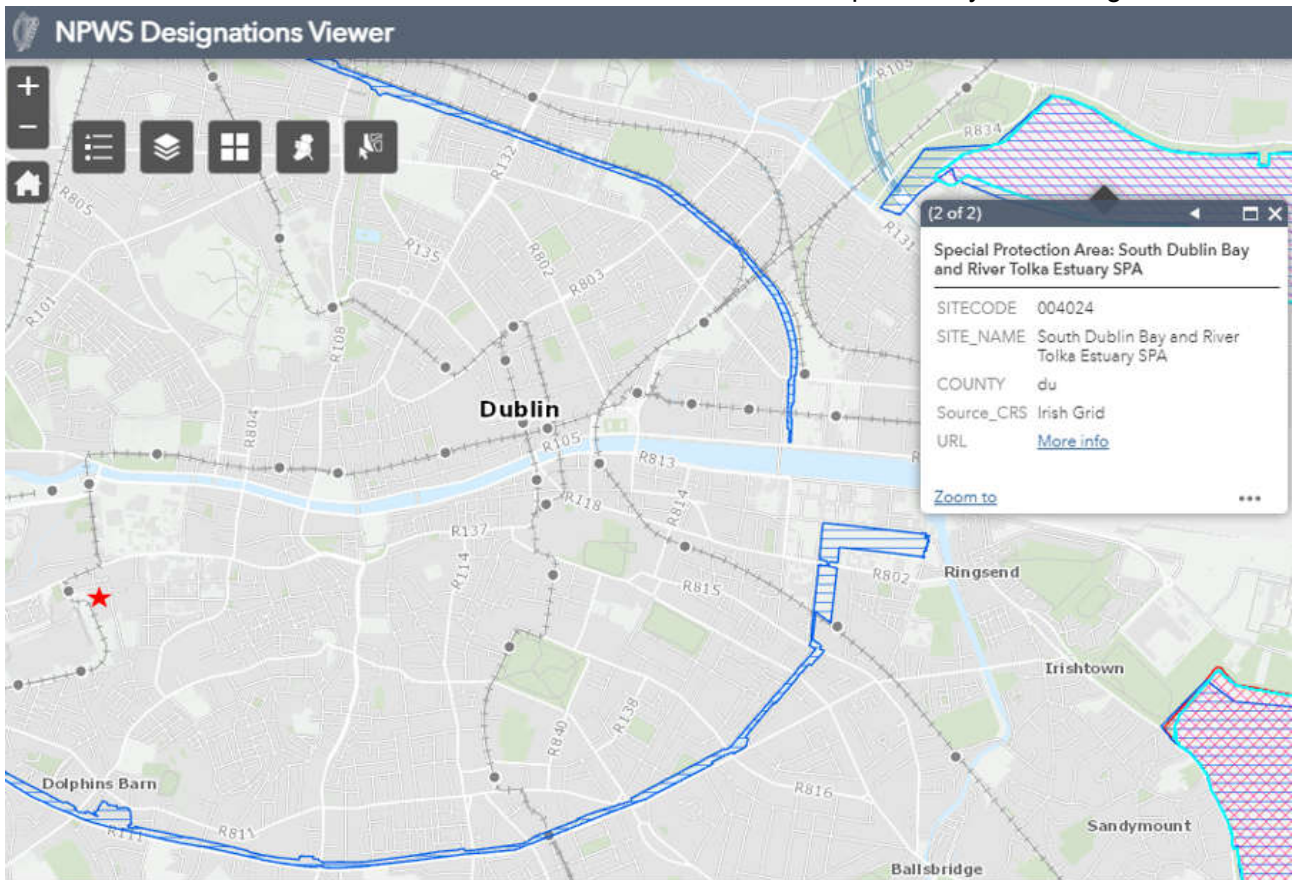 NPWS Designations Viewer
+
−
R105
R834
R132
R805
R131
(2 of 2)
Special Protection Area: South Dublin Bay
and River Tolka Estuary SPA
SITECODE 004024
SITE_NAME South Dublin Bay and River
Tolka Estuary SPA
COUNTY du
Source_CRS Irish Grid
URL More info
Zoom to
R135
R802
R803
R101
R108
R804
Dublin
R105
R813
R118
R814
R137
R114
R815
R802
Ringsend
Irishtown
R138
R840
Dolphins Barn
R111
R811
R816
Sandymount
Ballsbridge